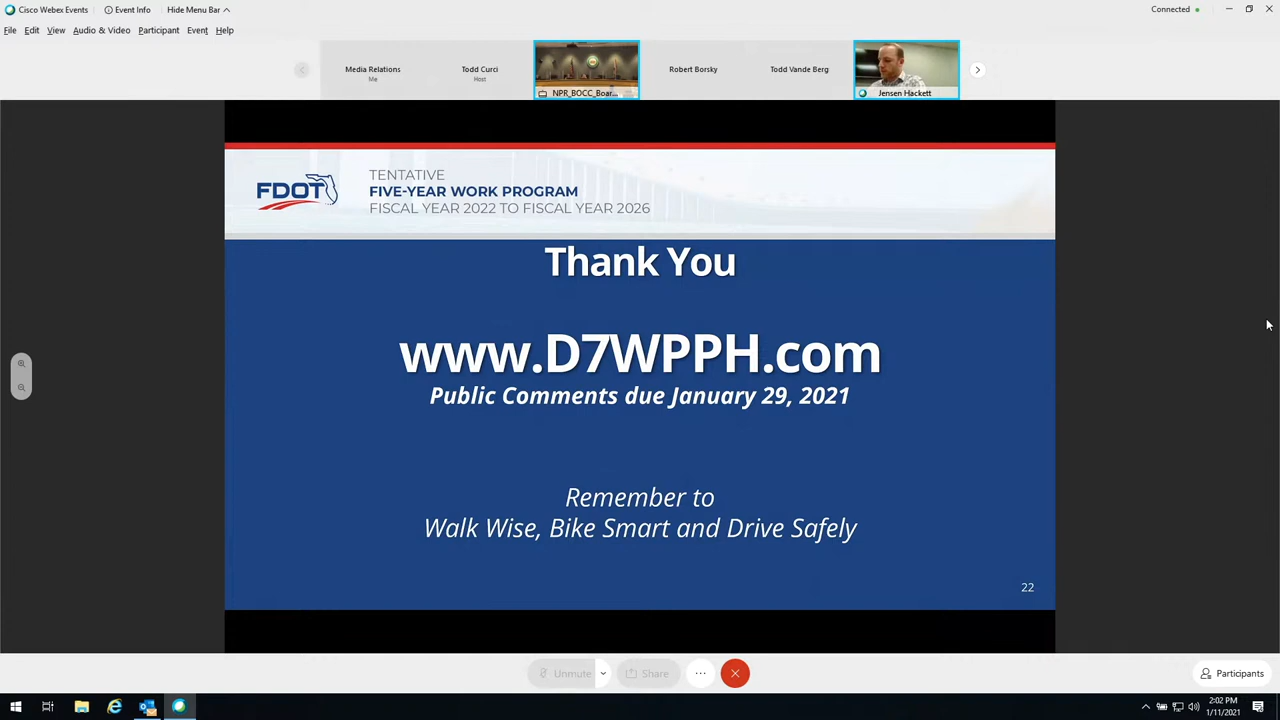 Cisco Webex Events
Event Info
Hide Menu Bar
Connected
File
Edit
View
Audio & Video
Participant
Event
Help
Media Relations
Me
Todd Curci
Host
NPR_BOCC_Boar...
Robert Borsky
Todd Vande Berg
Jensen Hackett
FDOT
TENTATIVE
FIVE-YEAR WORK PROGRAM
FISCAL YEAR 2022 TO FISCAL YEAR 2026
Thank You
www.D7WPPH.com
Public Comments due January 29, 2021
Remember to
Walk Wise, Bike Smart and Drive Safely
22
Unmute
Share
Participants
2:02 PM
1/11/2021